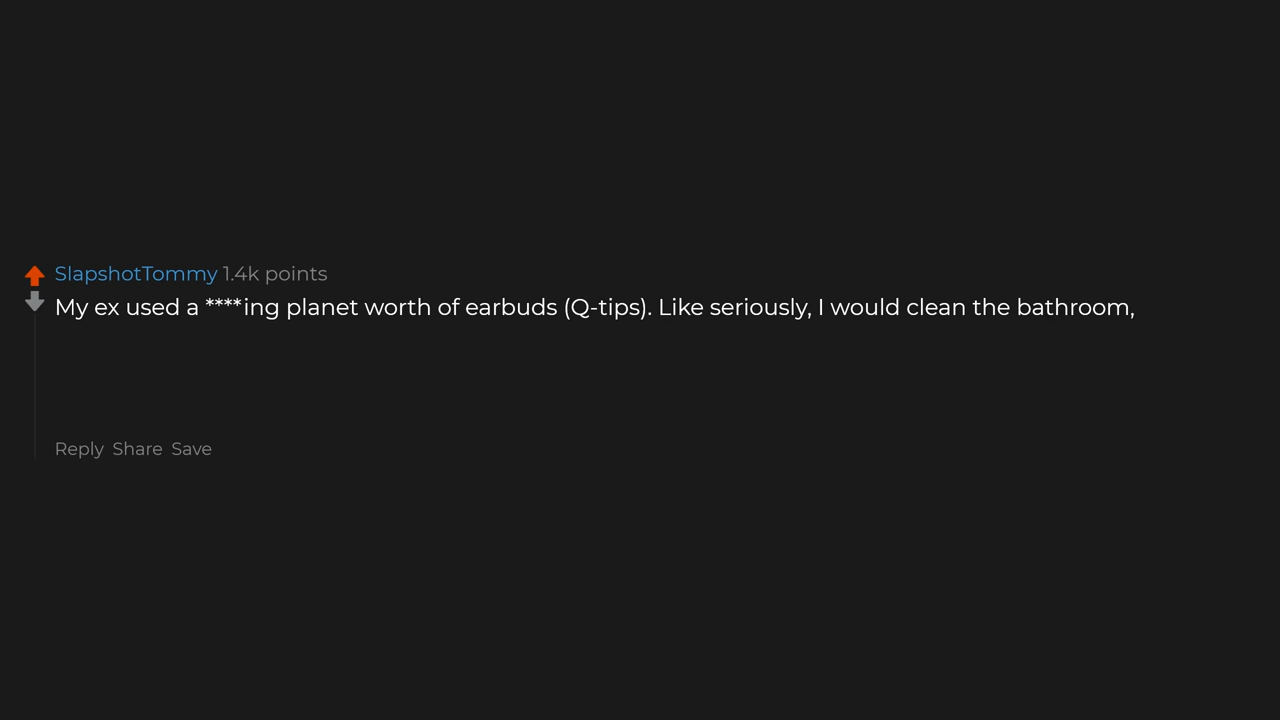 SlapshotTommy 1.4k points
My ex used a ****ing planet worth of earbuds (Q-tips). Like seriously, I would clean the bathroom,
Reply Share Save